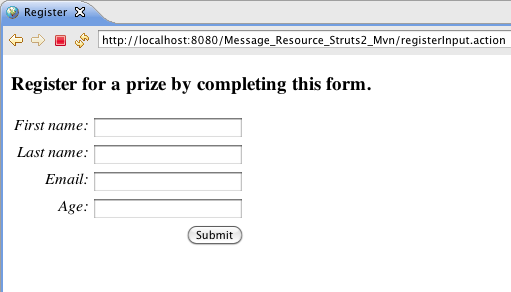 Register
http://localhost:8080/Message_Resource_Struts2_Mvn/registerInput.action
Register for a prize by completing this form.
First name:
Last name:
Email:
Age:
Submit